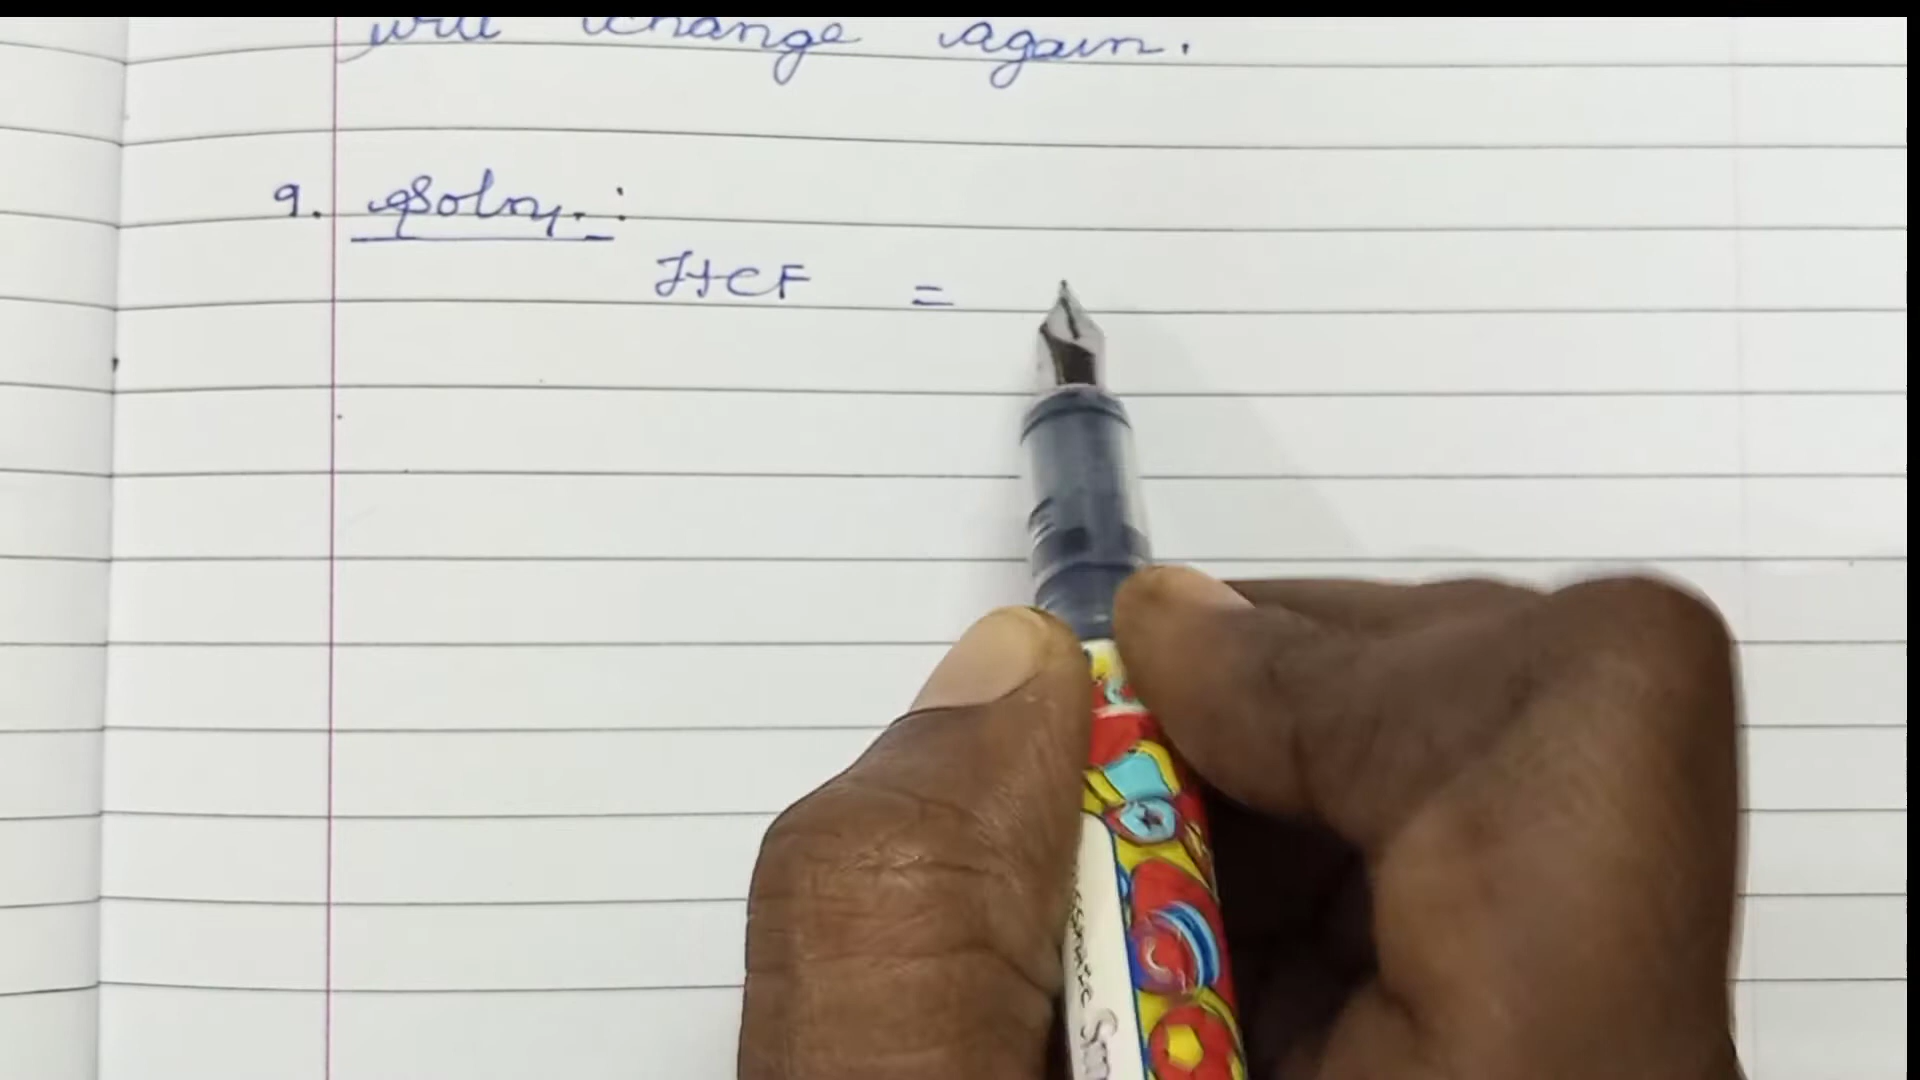 will change again.
9. Soln. :
HCF =